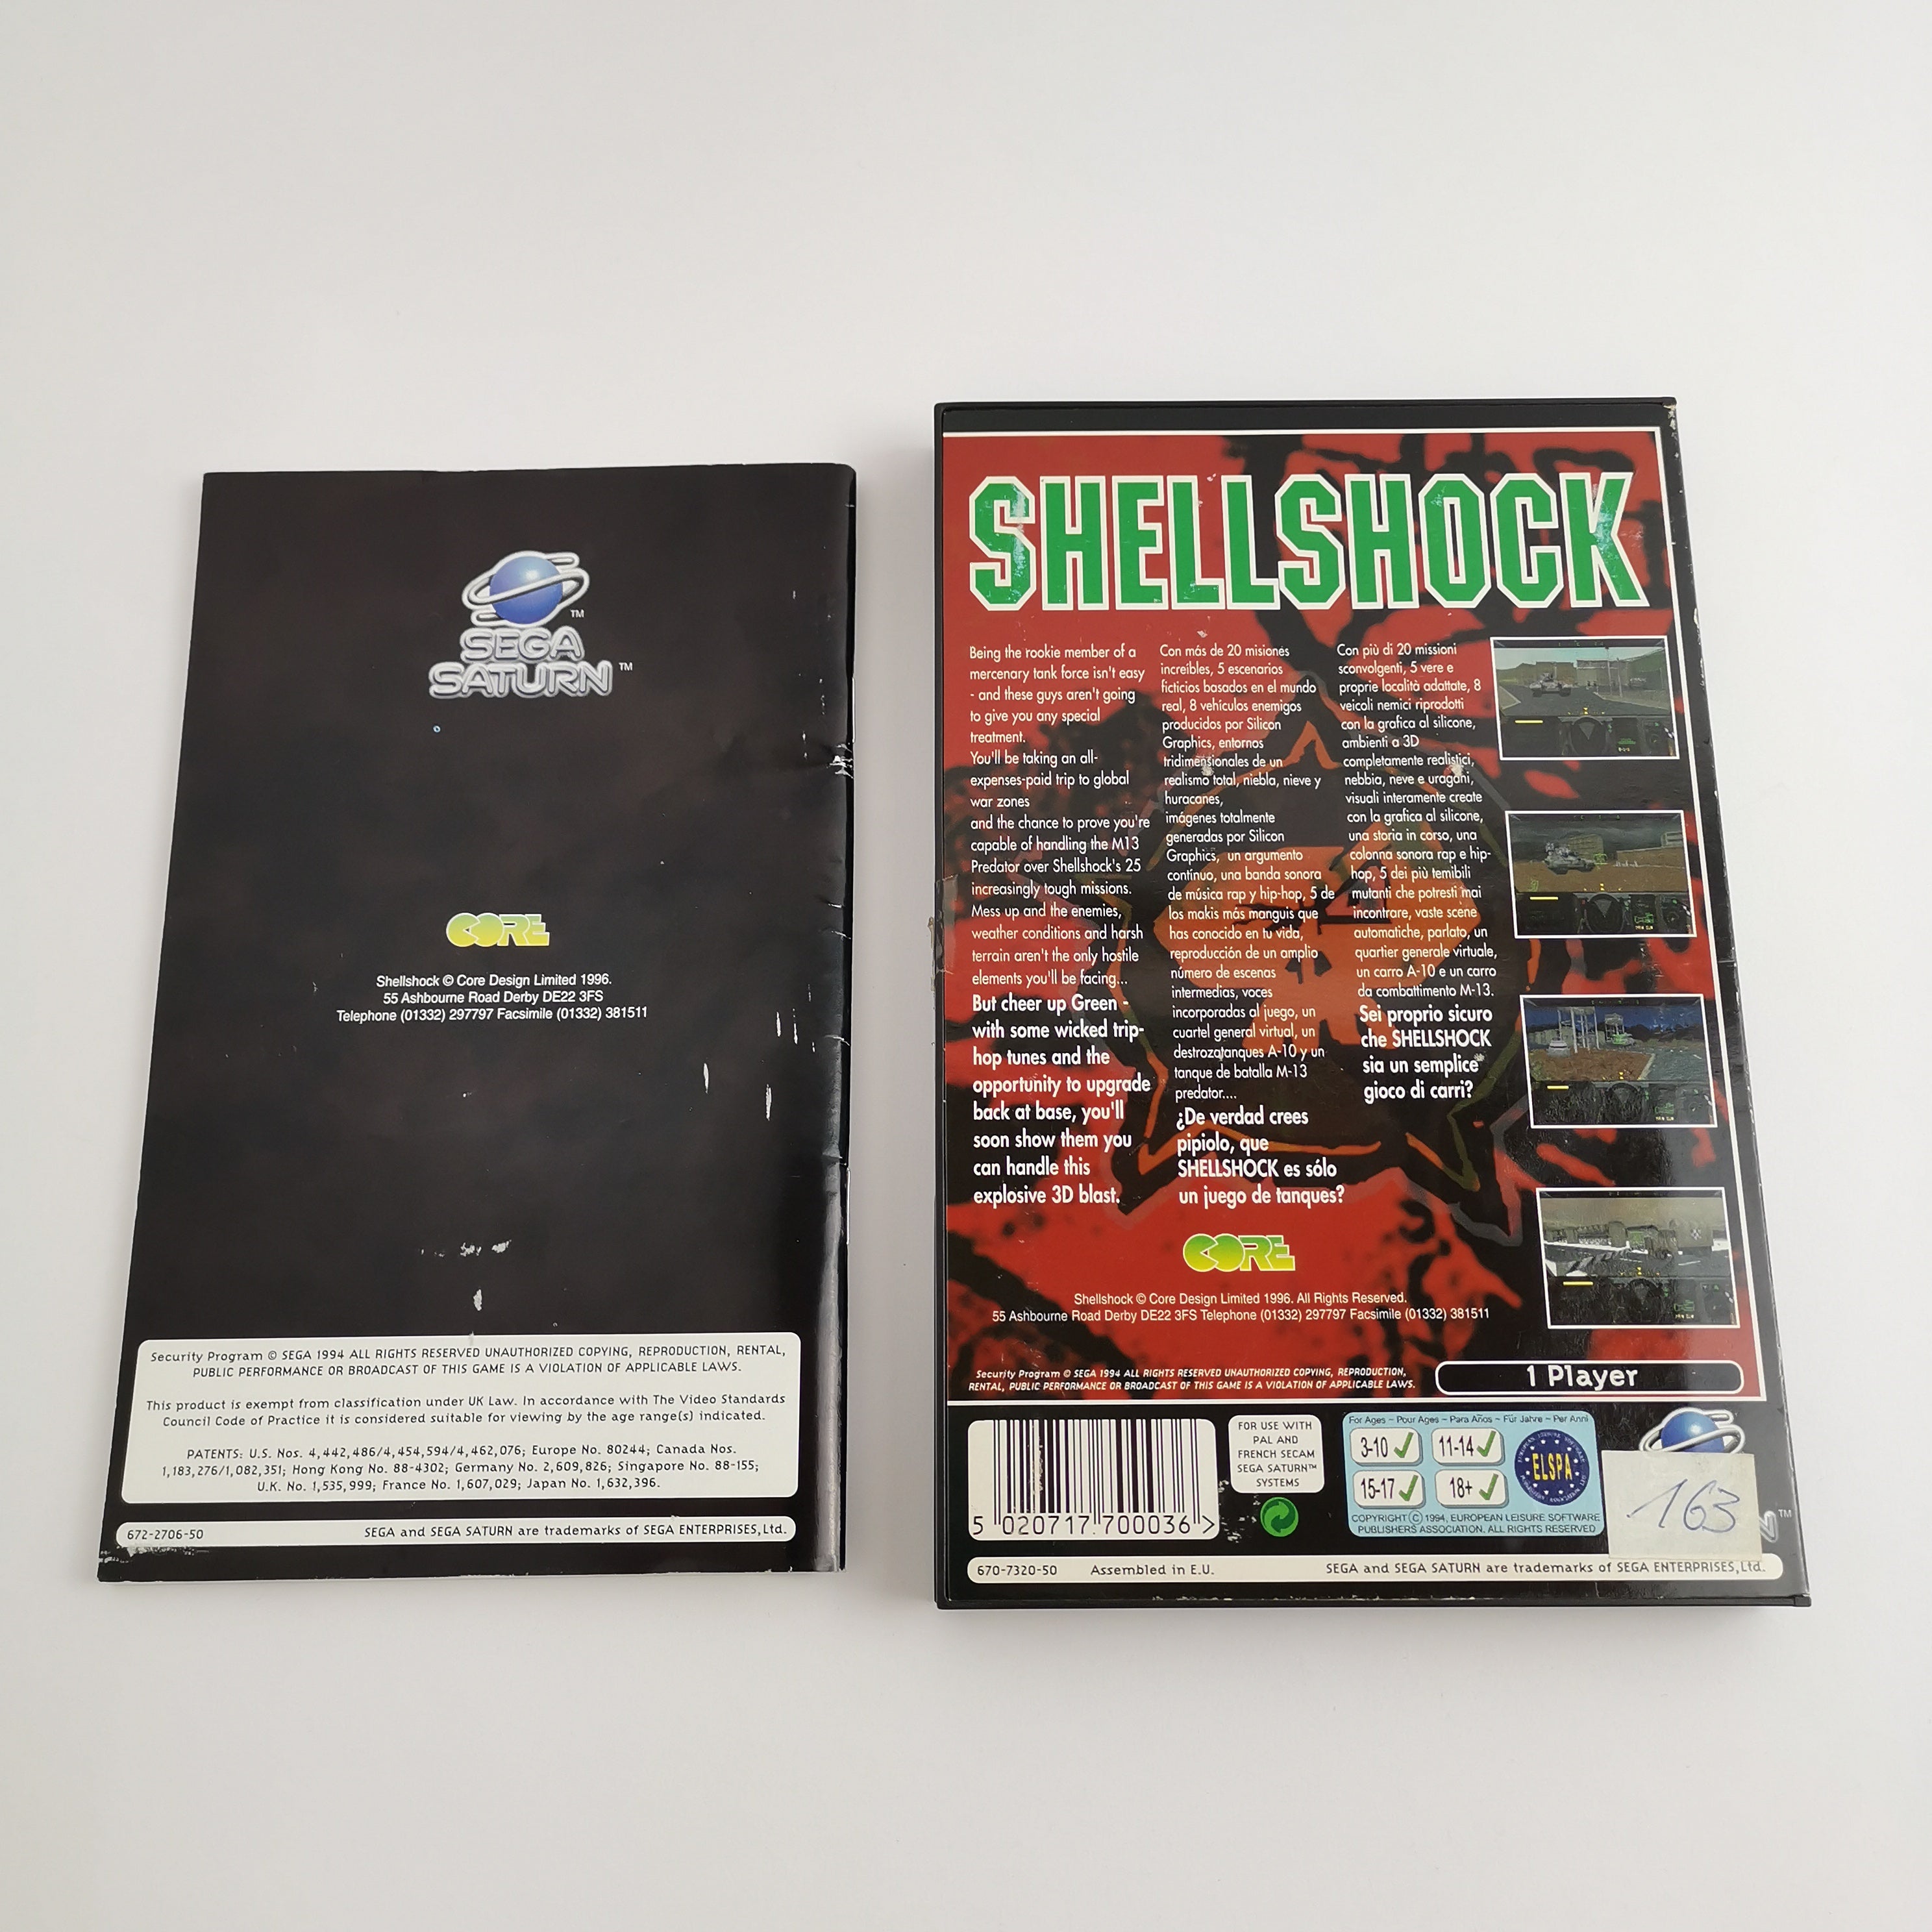 SEGA
SATURN™
CORE
Shellshock © Core Design Limited 1996.
55 Ashbourne Road Derby DE22 3FS
Telephone (01332) 297797 Facsimile (01332) 381511
Security Program © SEGA 1994 ALL RIGHTS RESERVED UNAUTHORIZED COPYING, REPRODUCTION, RENTAL,
PUBLIC PERFORMANCE OR BROADCAST OF THIS GAME IS A VIOLATION OF APPLICABLE LAWS.
This product is exempt from classification under UK Law. In accordance with The Video Standards
Council Code of Practice it is considered suitable for viewing by the age range(s) indicated.
PATENTS: U.S. Nos. 4,442,486/4,454,594/4,462,076; Europe No. 80244; Canada Nos.
1,183,276/1,082,351; Hong Kong No. 88-4302; Germany No. 2,609,826; Singapore No. 88-155;
U.K. No. 1,535,999; France No. 1,607,029; Japan No. 1,632,396.
672-2706-50 SEGA and SEGA SATURN are trademarks of SEGA ENTERPRISES,Ltd.
SHELLSHOCK
Being the rookie member of a
mercenary tank force isn't easy
- and these guys aren't going
to give you any special
treatment.
You'll be taking an all-
expenses-paid trip to global
war zones
and the chance to prove you're
capable of handling the M13
Predator over Shellshock's 25
increasingly tough missions.
Mess up and the enemies,
weather conditions and harsh
terrain aren't the only hostile
elements you'll be facing...
But cheer up Green -
with some wicked trip-
hop tunes and the
opportunity to upgrade
back at base, you'll
soon show them you
can handle this
explosive 3D blast.
Con más de 20 misiones
increíbles, 5 escenarios
ficticios basados en el mundo
real, 8 vehículos enemigos
producidos por Silicon
Graphics, entornos
tridimensionales de un
realismo total, niebla, nieve y
huracanes,
imágenes totalmente
generadas por Silicon
Graphics, un argumento
contínuo, una banda sonora
de música rap y hip-hop, 5 de
los makis más manguis que
has conocido en tu vida,
reproducción de un amplio
número de escenas
intermedias, voces
incorporadas al juego, un
cuartel general virtual, un
destrozatanques A-10 y un
tanque de batalla M-13
predator....
¿De verdad crees
pipiolo, que
SHELLSHOCK es sólo
un juego de tanques?
Con più di 20 missioni
sconvolgenti, 5 vere e
proprie località adattate, 8
veicoli nemici riprodotti
con la grafica al silicone,
ambienti a 3D
completamente realistici,
nebbia, neve e uragani,
visuali interamente create
con la grafica al silicone,
una storia in corso, una
colonna sonora rap e hip-
hop, 5 dei più temibili
mutanti che potresti mai
incontrare, vaste scene
automatiche, parlato, un
quartier generale virtuale,
un carro A-10 e un carro
da combattimento M-13.
Sei proprio sicuro
che SHELLSHOCK
sia un semplice
gioco di carri?
CORE
Shellshock © Core Design Limited 1996. All Rights Reserved.
55 Ashbourne Road Derby DE22 3FS Telephone (01332) 297797 Facsimile (01332) 381511
Security Program © SEGA 1994 ALL RIGHTS RESERVED UNAUTHORIZED COPYING, REPRODUCTION,
RENTAL, PUBLIC PERFORMANCE OR BROADCAST OF THIS GAME IS A VIOLATION OF APPLICABLE LAWS.
1 Player
5 020717 700036 >
FOR USE WITH
PAL AND
FRENCH SECAM
SEGA SATURN™
SYSTEMS
For Ages ~ Pour Ages ~ Para Años ~ Für Jahre ~ Per Anni
3-10 11-14
15-17 18+
ELSPA
COPYRIGHT © 1994, EUROPEAN LEISURE SOFTWARE
PUBLISHERS ASSOCIATION. ALL RIGHTS RESERVED
163
™
670-7320-50 Assembled in E.U. SEGA and SEGA SATURN are trademarks of SEGA ENTERPRISES,Ltd.